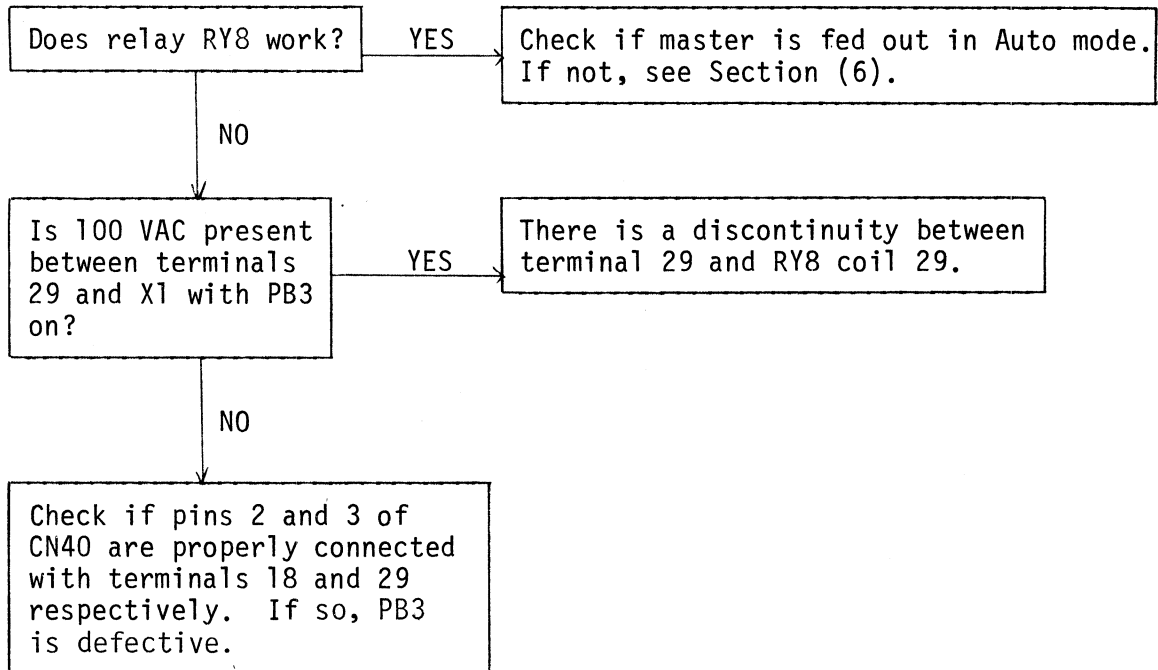 Does relay RY8 work?
YES
Check if master is fed out in Auto mode.
If not, see Section (6).
NO
Is 100 VAC present
between terminals
29 and X1 with PB3
on?
YES
There is a discontinuity between
terminal 29 and RY8 coil 29.
NO
Check if pins 2 and 3 of
CN40 are properly connected
with terminals 18 and 29
respectively. If so, PB3
is defective.